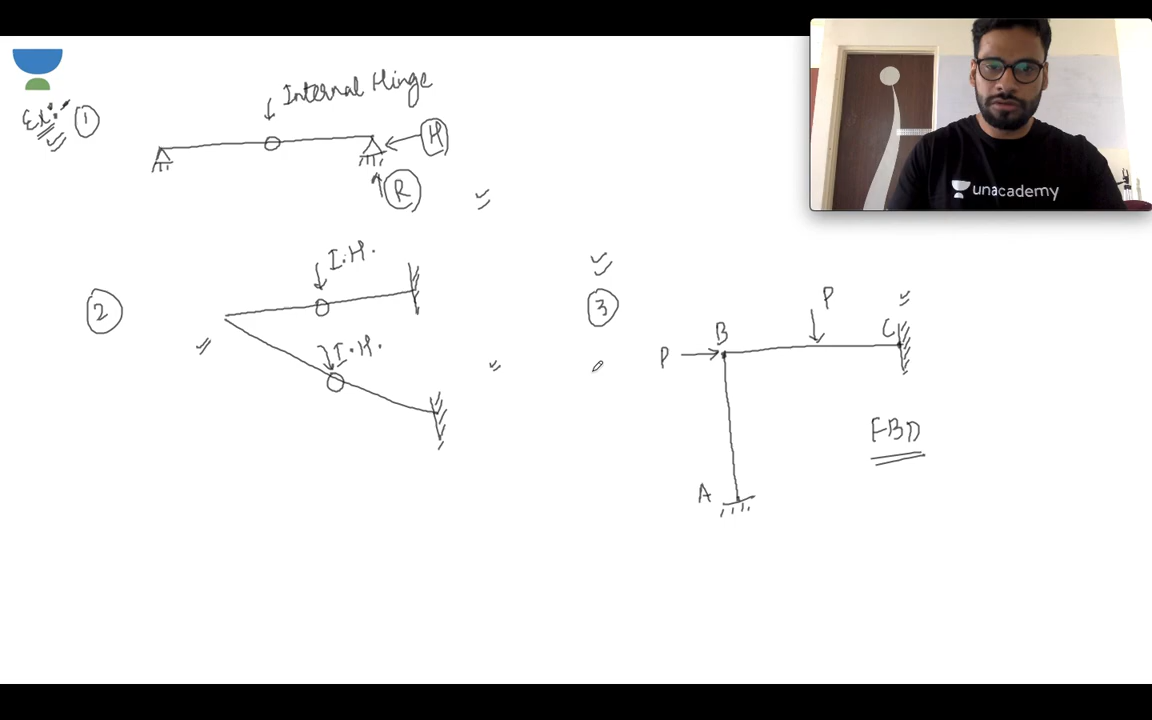 Ex:- ①
Internal Hinge
H
R
②
I.H.
I.H.
③
P
B
P
C
A
FBD
unacademy